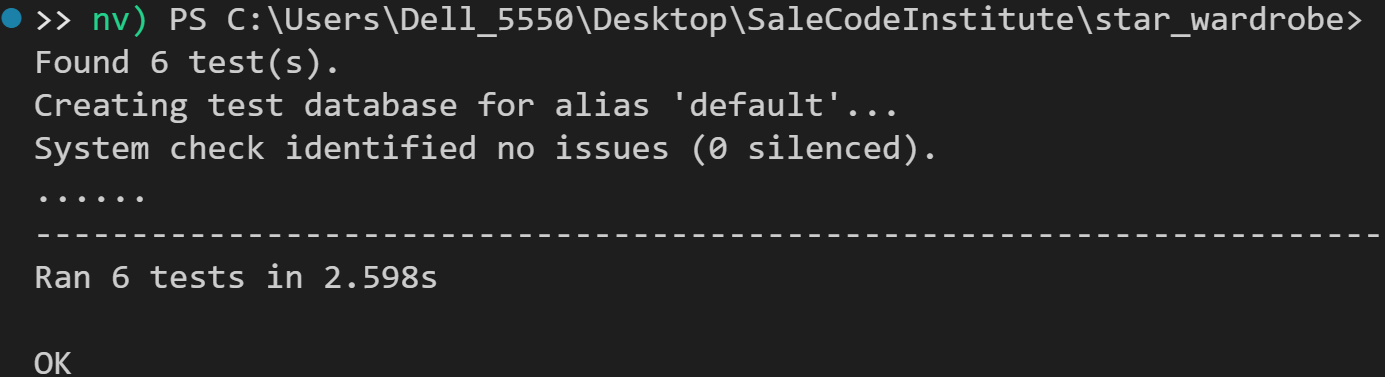 >> nv) PS C:\Users\Dell_5550\Desktop\SaleCodeInstitute\star_wardrobe>
Found 6 test(s).
Creating test database for alias 'default'...
System check identified no issues (0 silenced).
......
----------------------------------------------------------------------
Ran 6 tests in 2.598s
OK